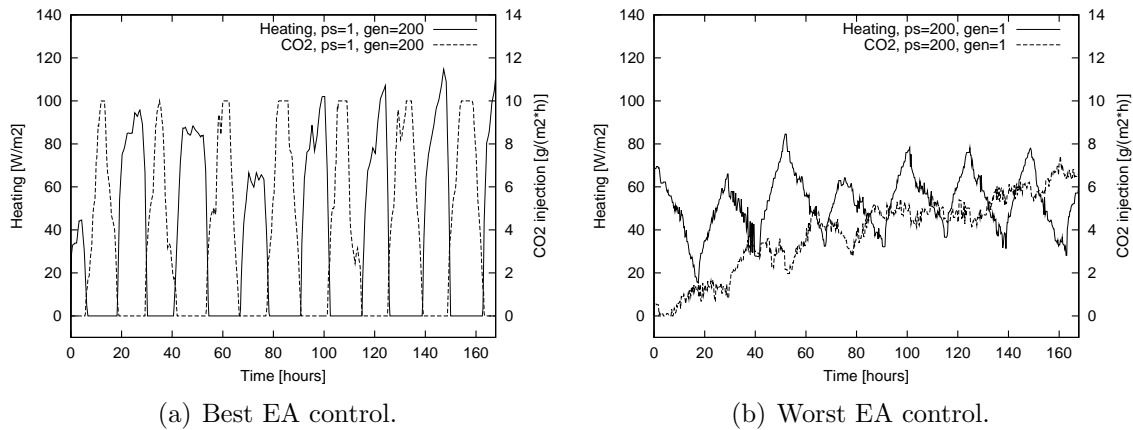 140
120
100
80
60
40
20
0
Heating [W/m2]
Heating, ps=1, gen=200
CO2, ps=1, gen=200
14
12
10
8
6
4
2
0
CO2 injection [g/(m2*h)]
0 20 40 60 80 100 120 140 160
Time [hours]
(a) Best EA control.
140
120
100
80
60
40
20
0
Heating [W/m2]
Heating, ps=200, gen=1
CO2, ps=200, gen=1
14
12
10
8
6
4
2
0
CO2 injection [g/(m2*h)]
0 20 40 60 80 100 120 140 160
Time [hours]
(b) Worst EA control.